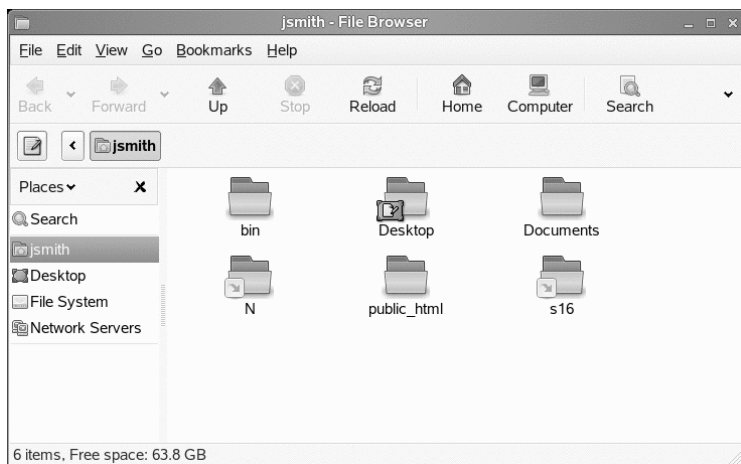 jsmith - File Browser
File Edit View Go Bookmarks Help
Back Forward Up Stop Reload Home Computer Search
jsmith
Places
Search
jsmith
Desktop
File System
Network Servers
bin Desktop Documents
N public_html s16
6 items, Free space: 63.8 GB